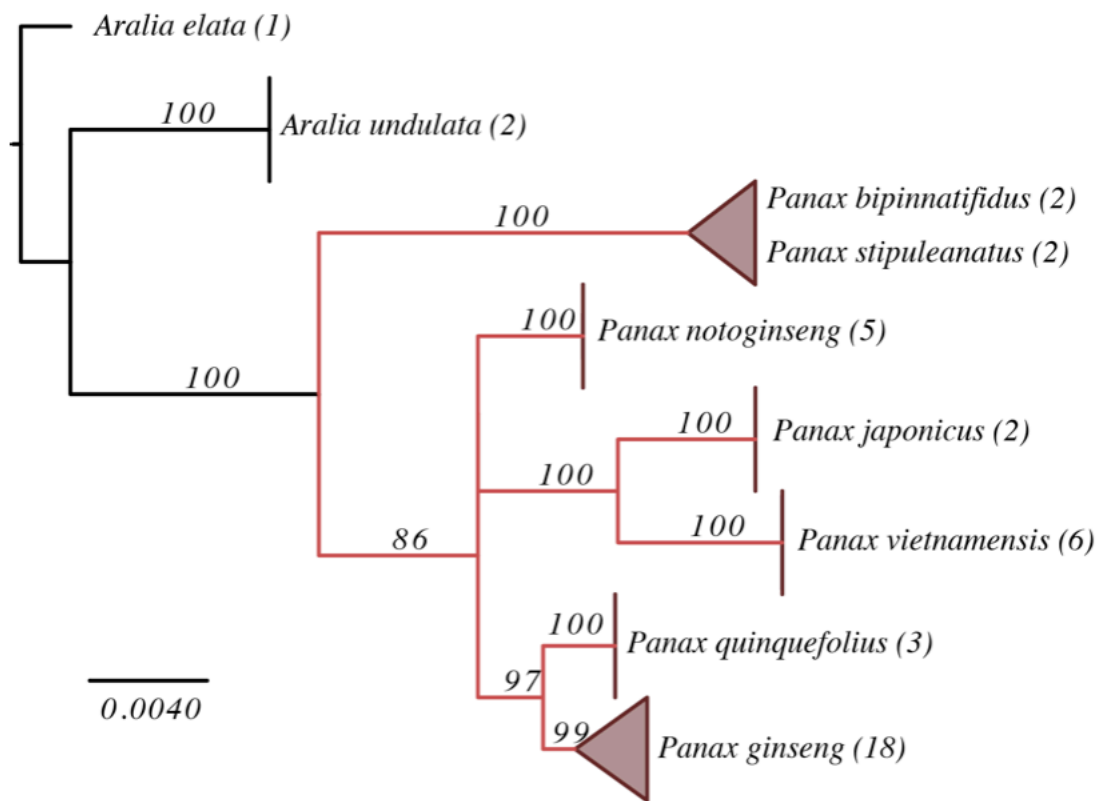 Aralia elata (1)
100
Aralia undulata (2)
Panax bipinnatifidus (2)
100
Panax stipuleanatus (2)
100
Panax notoginseng (5)
100
100
Panax japonicus (2)
100
100
Panax vietnamensis (6)
86
100
Panax quinquefolius (3)
97
0.0040
99
Panax ginseng (18)